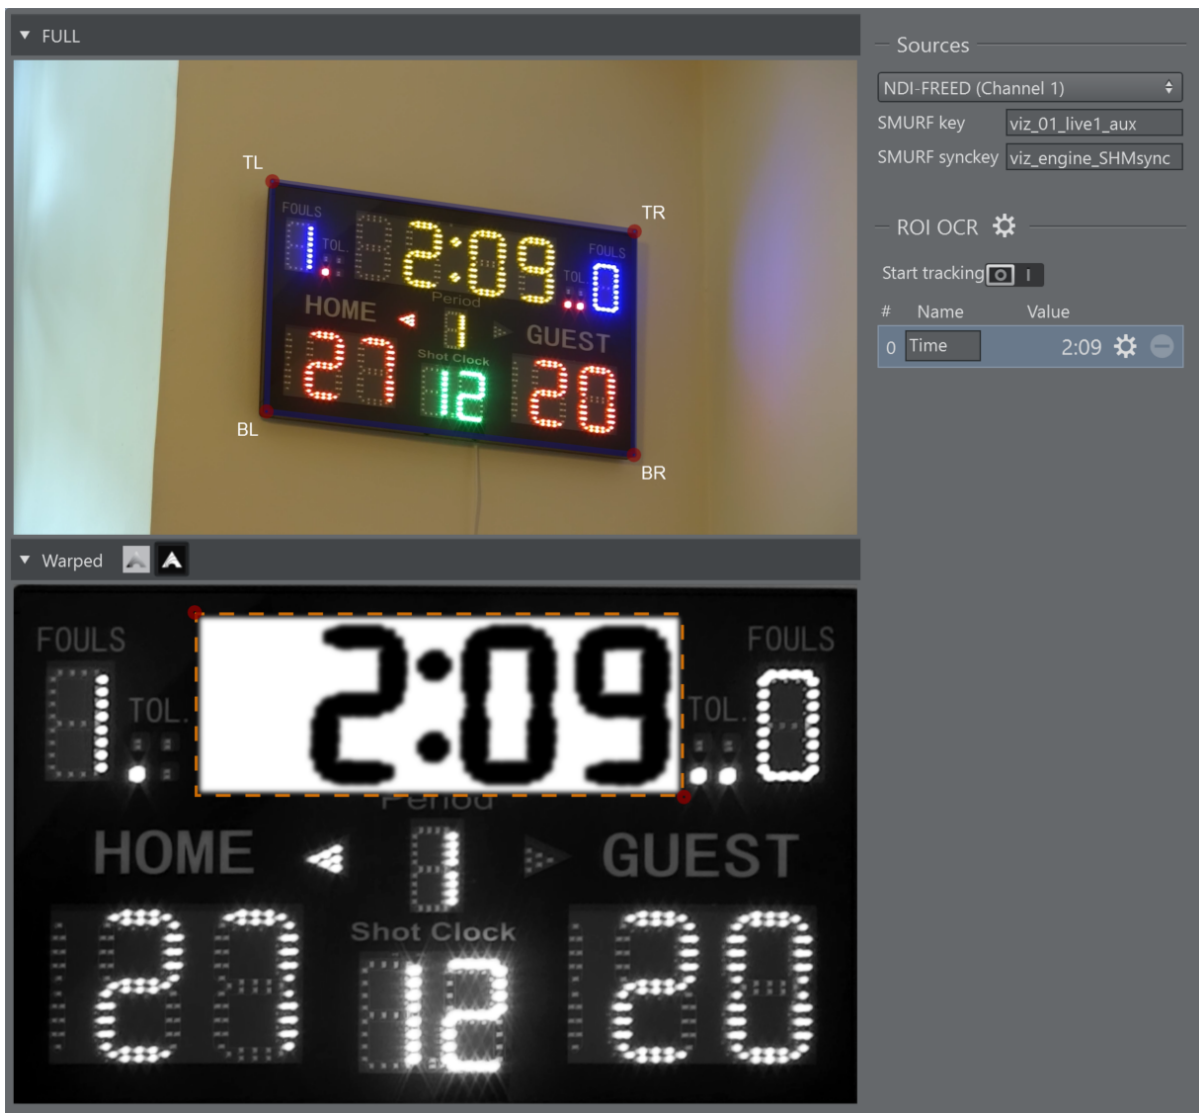 FULL
TL
TR
FOULS
1
TOL.
2:09
TOL.
FOULS
0
HOME
Period
1
GUEST
27
Shot Clock
12
20
BL
BR
Warped
FOULS
1
TOL.
2:09
TOL.
FOULS
0
Period
HOME
1
GUEST
27
Shot Clock
12
20
Sources
NDI-FREED (Channel 1)
SMURF key viz_01_live1_aux
SMURF synckey viz_engine_SHMsync
ROI OCR
Start tracking O I
# Name Value
0 Time 2:09